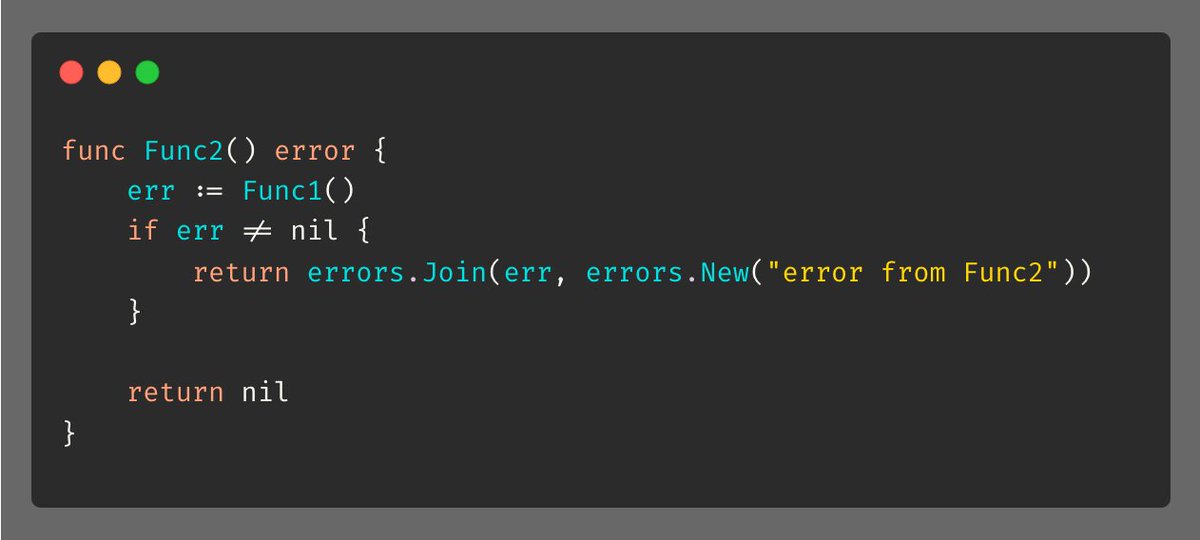 func Func2() error {
    err := Func1()
    if err != nil {
        return errors.Join(err, errors.New("error from Func2"))
    }

    return nil
}